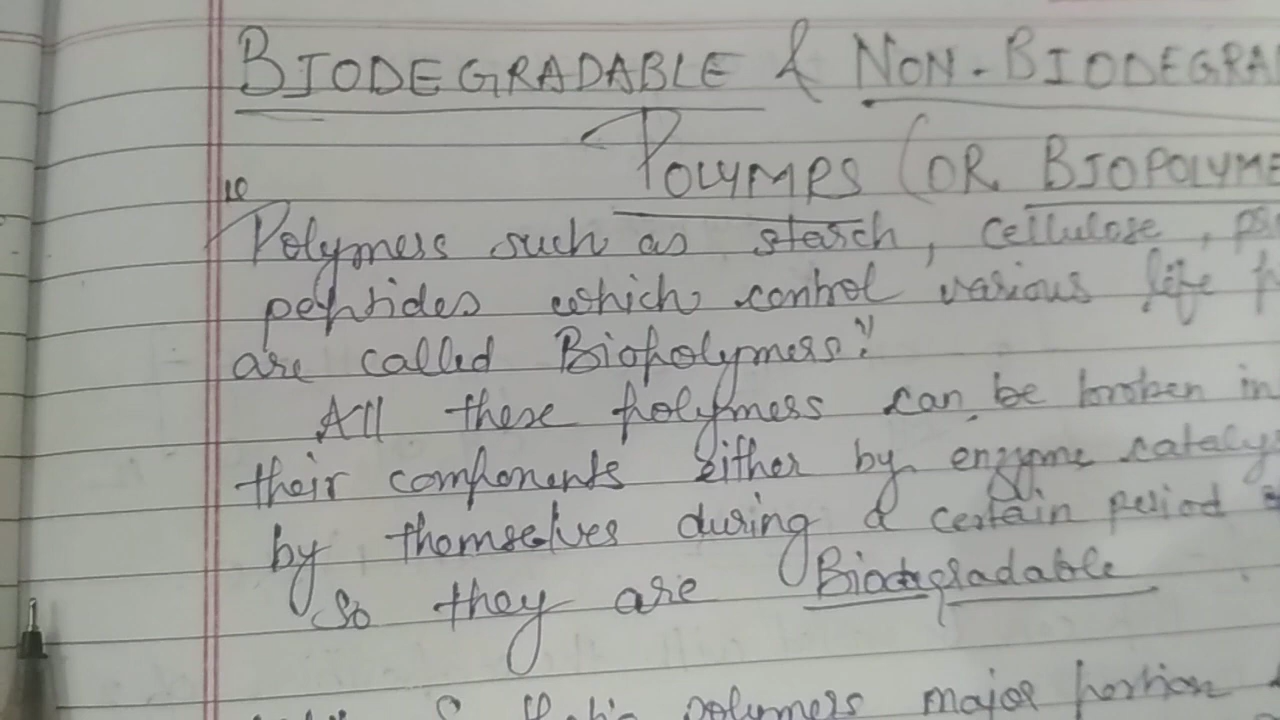 BIODEGRADABLE & NON-BIODEGRA
POLYMRS (OR BIOPOLYME
"Polymers such as starch, cellulose,
peptides which control various life
are called Biopolymers."
All these polymers can be broken in
their components either by enzyme cataly
by themselves during a certain period
So they are Biodegradable
polymers major portion